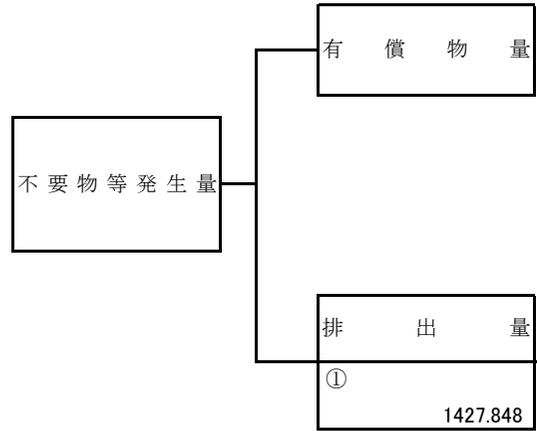 有償物量
不要物等発生量
排出量
①
1427.848